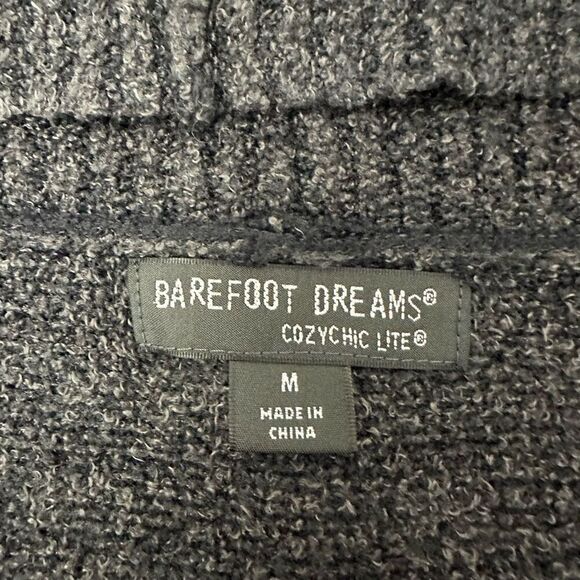 BAREFOOT DREAMS®
COZYCHIC LITE®
M
MADE IN
CHINA